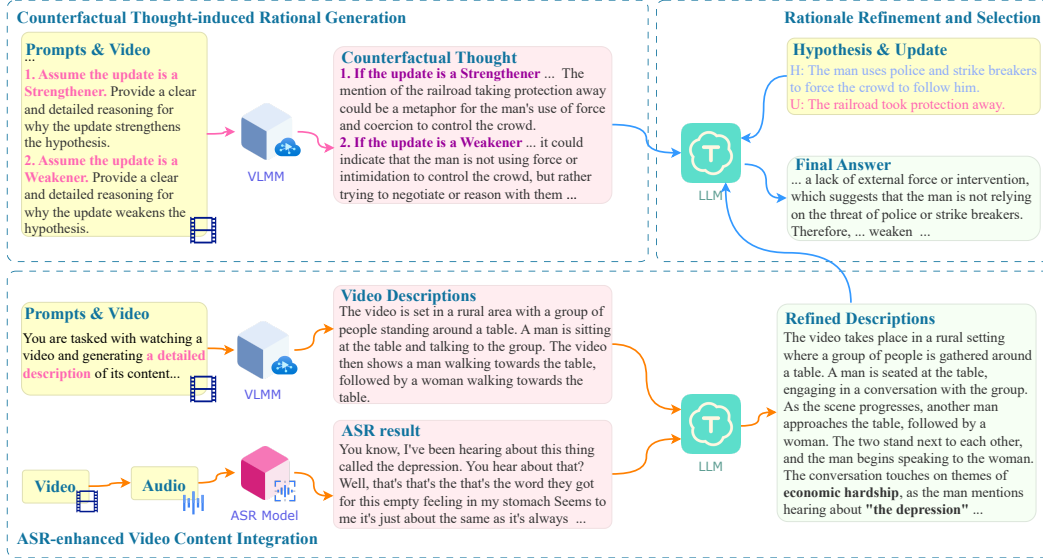 Counterfactual Thought-induced Rational Generation
Prompts & Video
...
1. Assume the update is a
Strengthener. Provide a clear
and detailed reasoning for
why the update strengthens
the hypothesis.
2. Assume the update is a
Weakener. Provide a clear
and detailed reasoning for
why the update weakens the
hypothesis.
VLMM
Counterfactual Thought
1. If the update is a Strengthener ... The
mention of the railroad taking protection away
could be a metaphor for the man's use of force
and coercion to control the crowd.
2. If the update is a Weakener ... it could
indicate that the man is not using force or
intimidation to control the crowd, but rather
trying to negotiate or reason with them ...
Rationale Refinement and Selection
Hypothesis & Update
H: The man uses police and strike breakers
to force the crowd to follow him.
U: The railroad took protection away.
T
LLM
Final Answer
... a lack of external force or intervention,
which suggests that the man is not relying
on the threat of police or strike breakers.
Therefore, ... weaken ...
Prompts & Video
You are tasked with watching a
video and generating a detailed
description of its content...
VLMM
Video Descriptions
The video is set in a rural area with a group of
people standing around a table. A man is sitting
at the table and talking to the group. The video
then shows a man walking towards the table,
followed by a woman walking towards the
table.
Video
Audio
ASR Model
ASR result
You know, I've been hearing about this thing
called the depression. You hear about that?
Well, that's that's the that's the word they got
for this empty feeling in my stomach Seems to
me it's just about the same as it's always ...
T
LLM
Refined Descriptions
The video takes place in a rural setting
where a group of people is gathered around
a table. A man is seated at the table,
engaging in a conversation with the group.
As the scene progresses, another man
approaches the table, followed by a
woman. The two stand next to each other,
and the man begins speaking to the woman.
The conversation touches on themes of
economic hardship, as the man mentions
hearing about "the depression" ...
ASR-enhanced Video Content Integration